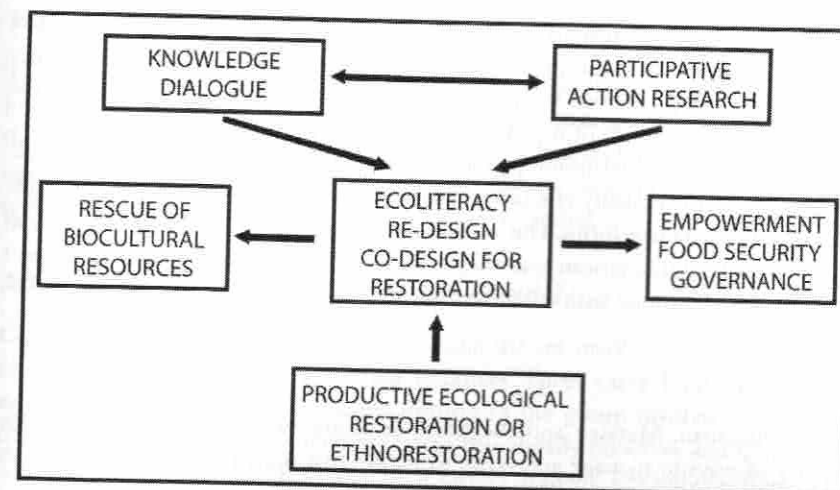 KNOWLEDGE
DIALOGUE
PARTICIPATIVE
ACTION RESEARCH
RESCUE OF
BIOCULTURAL
RESOURCES
ECOLITERACY
RE-DESIGN
CO-DESIGN FOR
RESTORATION
EMPOWERMENT
FOOD SECURITY
GOVERNANCE
PRODUCTIVE ECOLOGICAL
RESTORATION OR
ETHNORESTORATION